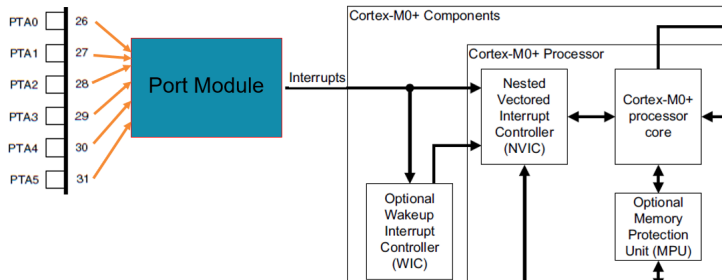 Cortex-M0+ Components
PTA0 26
PTA1 27
PTA2 28
PTA3 29
PTA4 30
PTA5 31
Port Module
Interrupts
Cortex-M0+ Processor
Nested
Vectored
Interrupt
Controller
(NVIC)
Cortex-M0+
processor
core
Optional
Wakeup
Interrupt
Controller
(WIC)
Optional
Memory
Protection
Unit (MPU)